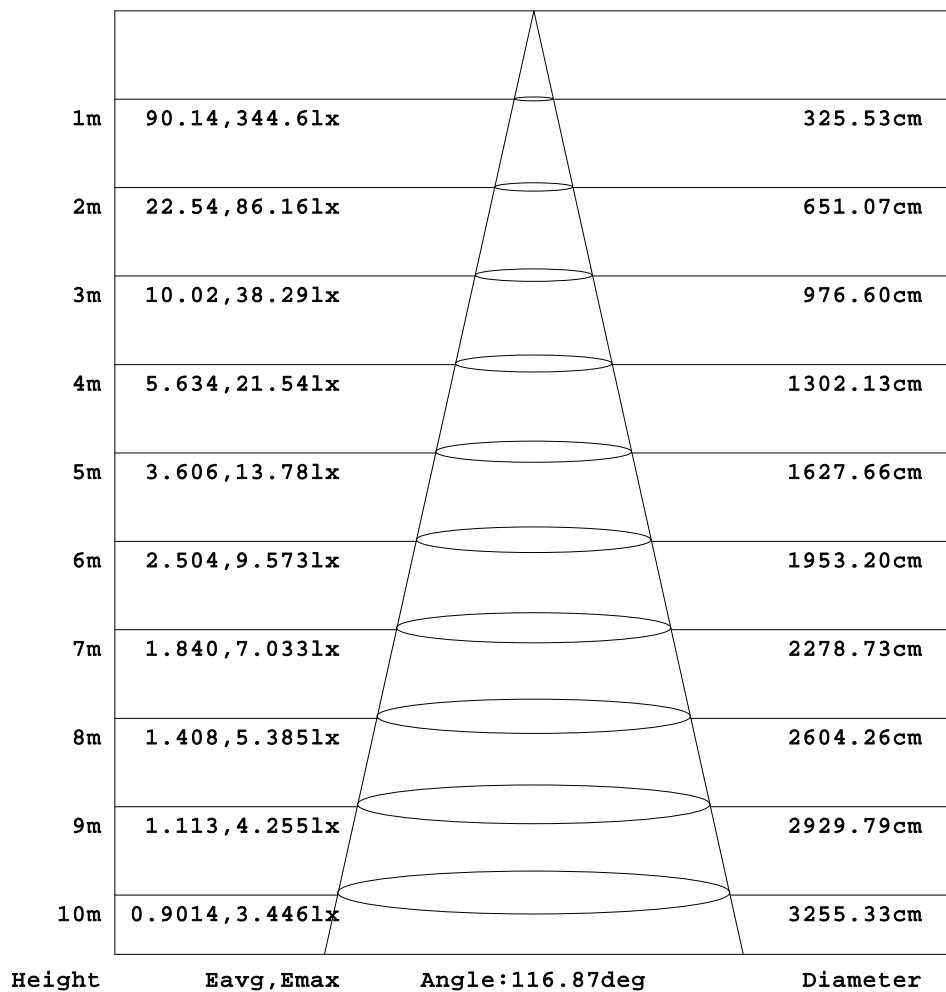 1m 90.14,344.6lx 325.53cm
2m 22.54,86.16lx 651.07cm
3m 10.02,38.29lx 976.60cm
4m 5.634,21.54lx 1302.13cm
5m 3.606,13.78lx 1627.66cm
6m 2.504,9.573lx 1953.20cm
7m 1.840,7.033lx 2278.73cm
8m 1.408,5.385lx 2604.26cm
9m 1.113,4.255lx 2929.79cm
10m 0.9014,3.446lx 3255.33cm
Height Eavg,Emax Angle:116.87deg Diameter